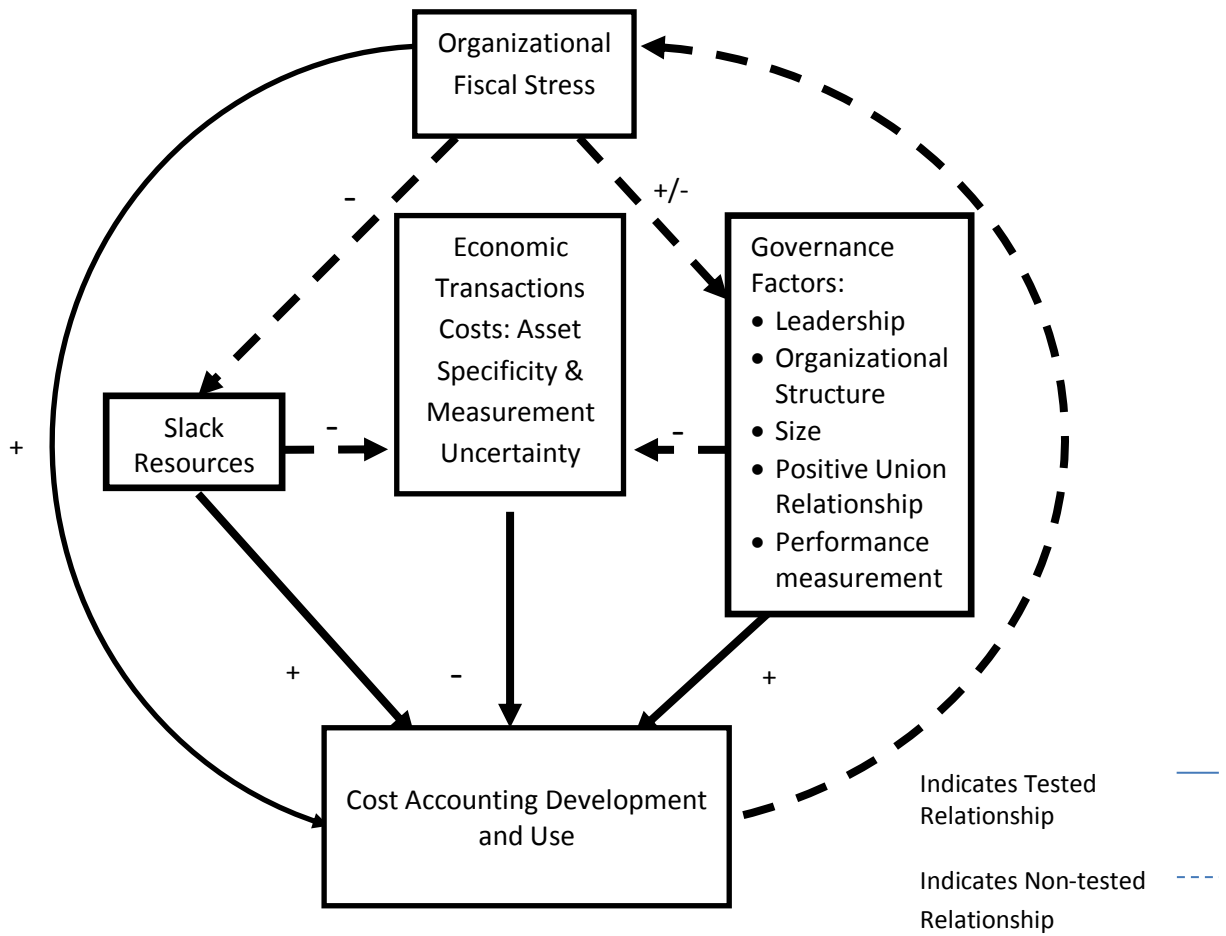 Organizational
Fiscal Stress
-
+/-
Economic
Transactions
Costs: Asset
Specificity &
Measurement
Uncertainty
Governance
Factors:
• Leadership
• Organizational
Structure
• Size
• Positive Union
Relationship
• Performance
measurement
Slack
Resources
-
-
+
+
-
+
Cost Accounting Development
and Use
Indicates Tested
Relationship
Indicates Non-tested
Relationship